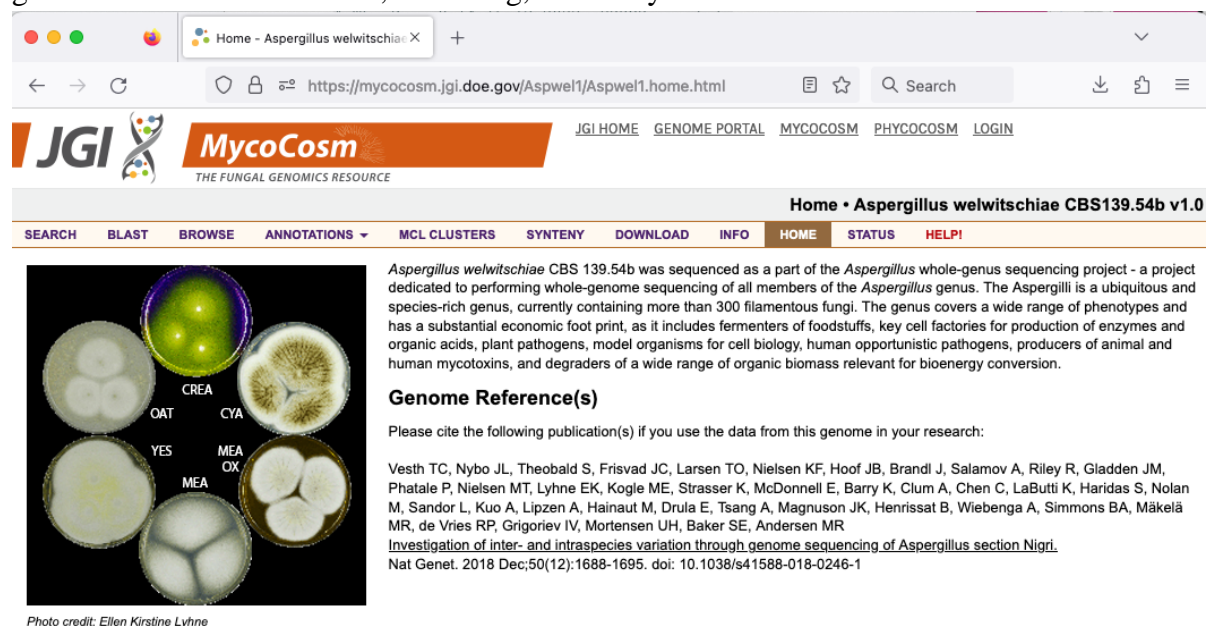 Home - Aspergillus welwitschiae
https://mycocosm.jgi.doe.gov/Aspwel1/Aspwel1.home.html
Search
JGI
MycoCosm
THE FUNGAL GENOMICS RESOURCE
JGI HOME GENOME PORTAL MYCOCOSM PHYCOCOSM LOGIN
Home • Aspergillus welwitschiae CBS139.54b v1.0
SEARCH BLAST BROWSE ANNOTATIONS MCL CLUSTERS SYNTENY DOWNLOAD INFO HOME STATUS HELP!
CREA
OAT CYA
YES MEA
OX
MEA
Photo credit: Ellen Kirstine Lyhne
Aspergillus welwitschiae CBS 139.54b was sequenced as a part of the Aspergillus whole-genus sequencing project - a project
dedicated to performing whole-genome sequencing of all members of the Aspergillus genus. The Aspergilli is a ubiquitous and
species-rich genus, currently containing more than 300 filamentous fungi. The genus covers a wide range of phenotypes and
has a substantial economic foot print, as it includes fermenters of foodstuffs, key cell factories for production of enzymes and
organic acids, plant pathogens, model organisms for cell biology, human opportunistic pathogens, producers of animal and
human mycotoxins, and degraders of a wide range of organic biomass relevant for bioenergy conversion.
Genome Reference(s)
Please cite the following publication(s) if you use the data from this genome in your research:
Vesth TC, Nybo JL, Theobald S, Frisvad JC, Larsen TO, Nielsen KF, Hoof JB, Brandl J, Salamov A, Riley R, Gladden JM,
Phatale P, Nielsen MT, Lyhne EK, Kogle ME, Strasser K, McDonnell E, Barry K, Clum A, Chen C, LaButti K, Haridas S, Nolan
M, Sandor L, Kuo A, Lipzen A, Hainaut M, Drula E, Tsang A, Magnuson JK, Henrissat B, Wiebenga A, Simmons BA, Mäkelä
MR, de Vries RP, Grigoriev IV, Mortensen UH, Baker SE, Andersen MR
Investigation of inter- and intraspecies variation through genome sequencing of Aspergillus section Nigri.
Nat Genet. 2018 Dec;50(12):1688-1695. doi: 10.1038/s41588-018-0246-1